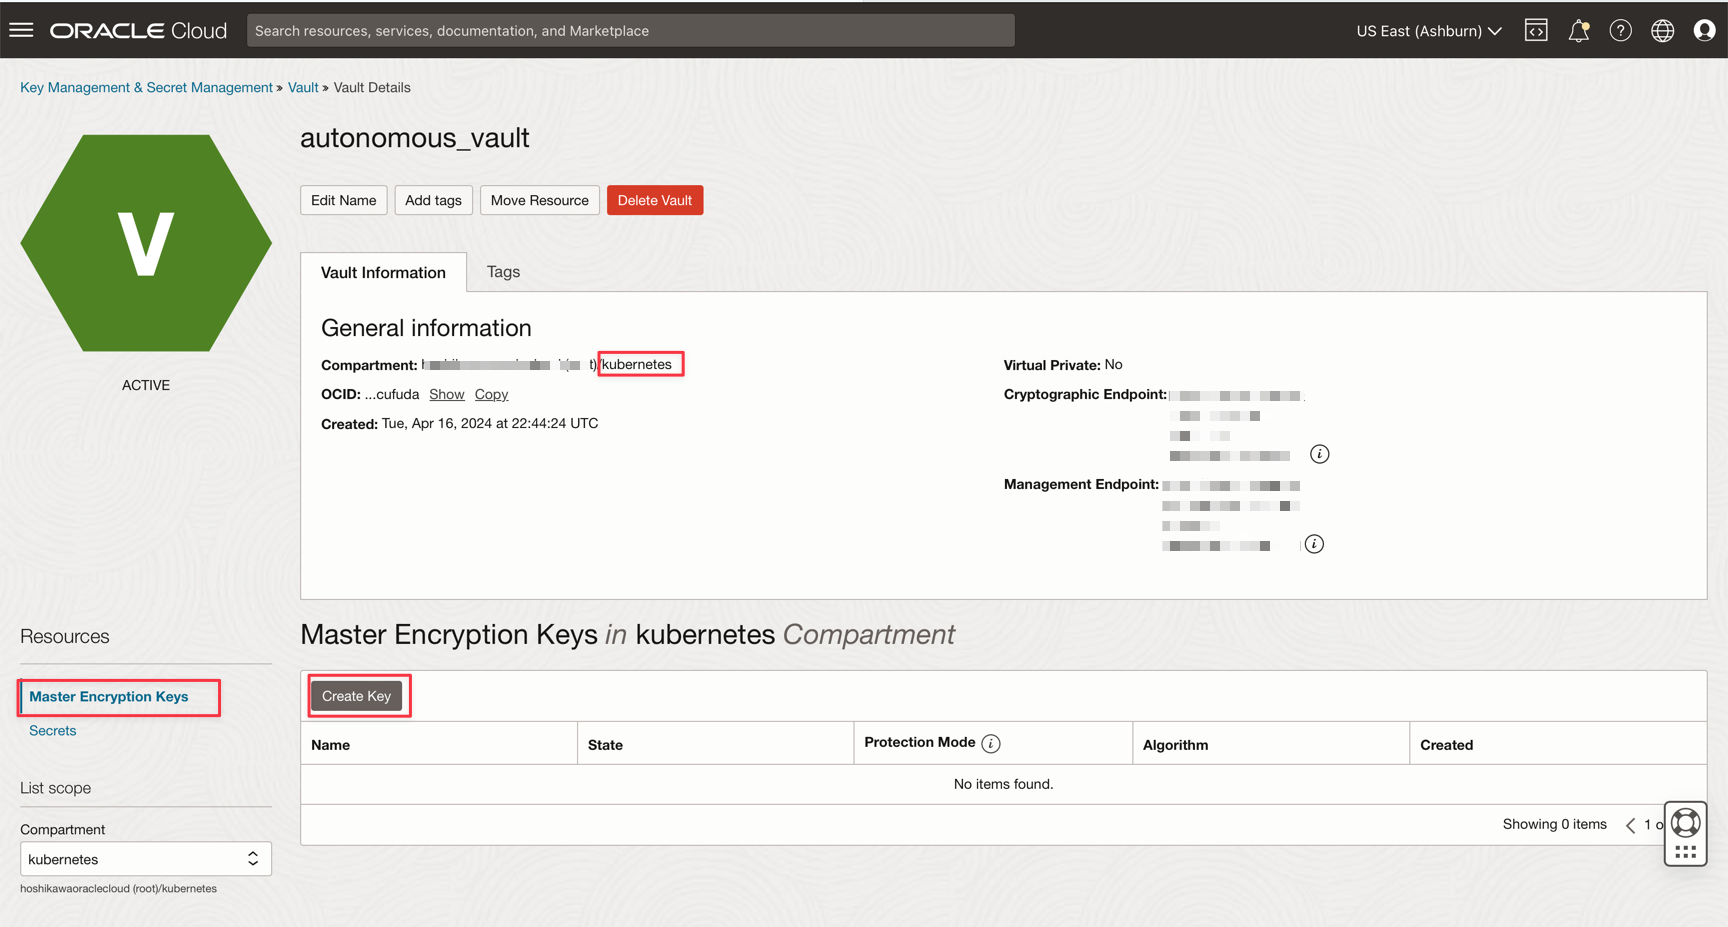 ORACLE Cloud
Search resources, services, documentation, and Marketplace
US East (Ashburn)
Key Management & Secret Management » Vault » Vault Details
V
ACTIVE
autonomous_vault
Edit Name
Add tags
Move Resource
Delete Vault
Vault Information
Tags
General information
Compartment: /kubernetes
OCID: ...cufuda Show Copy
Created: Tue, Apr 16, 2024 at 22:44:24 UTC
Virtual Private: No
Cryptographic Endpoint:
Management Endpoint:
Resources
Master Encryption Keys
Secrets
List scope
Compartment
kubernetes
hoshikawaoraclecloud (root)/kubernetes
Master Encryption Keys in kubernetes Compartment
Create Key
Name State Protection Mode Algorithm Created
No items found.
Showing 0 items 1